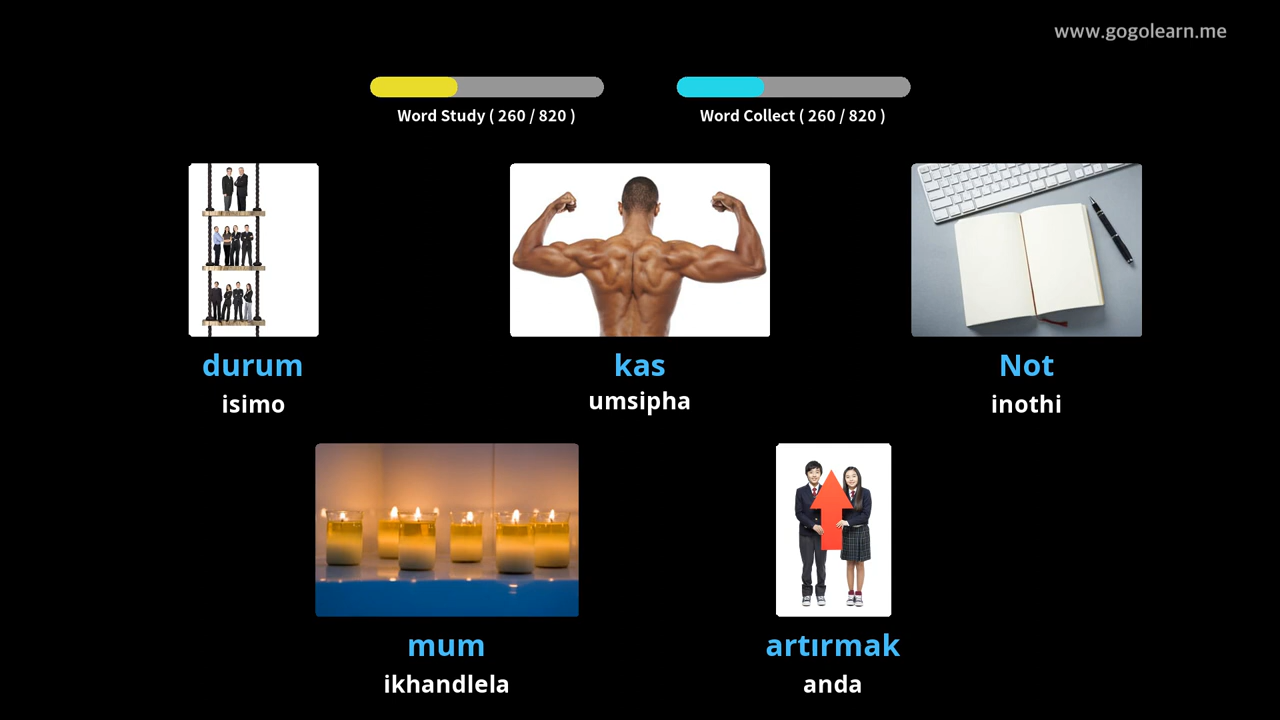 www.gogolearn.me
Word Study ( 260 / 820 )
Word Collect ( 260 / 820 )
durum
isimo
kas
umsipha
Not
inothi
mum
ikhandlela
artırmak
anda